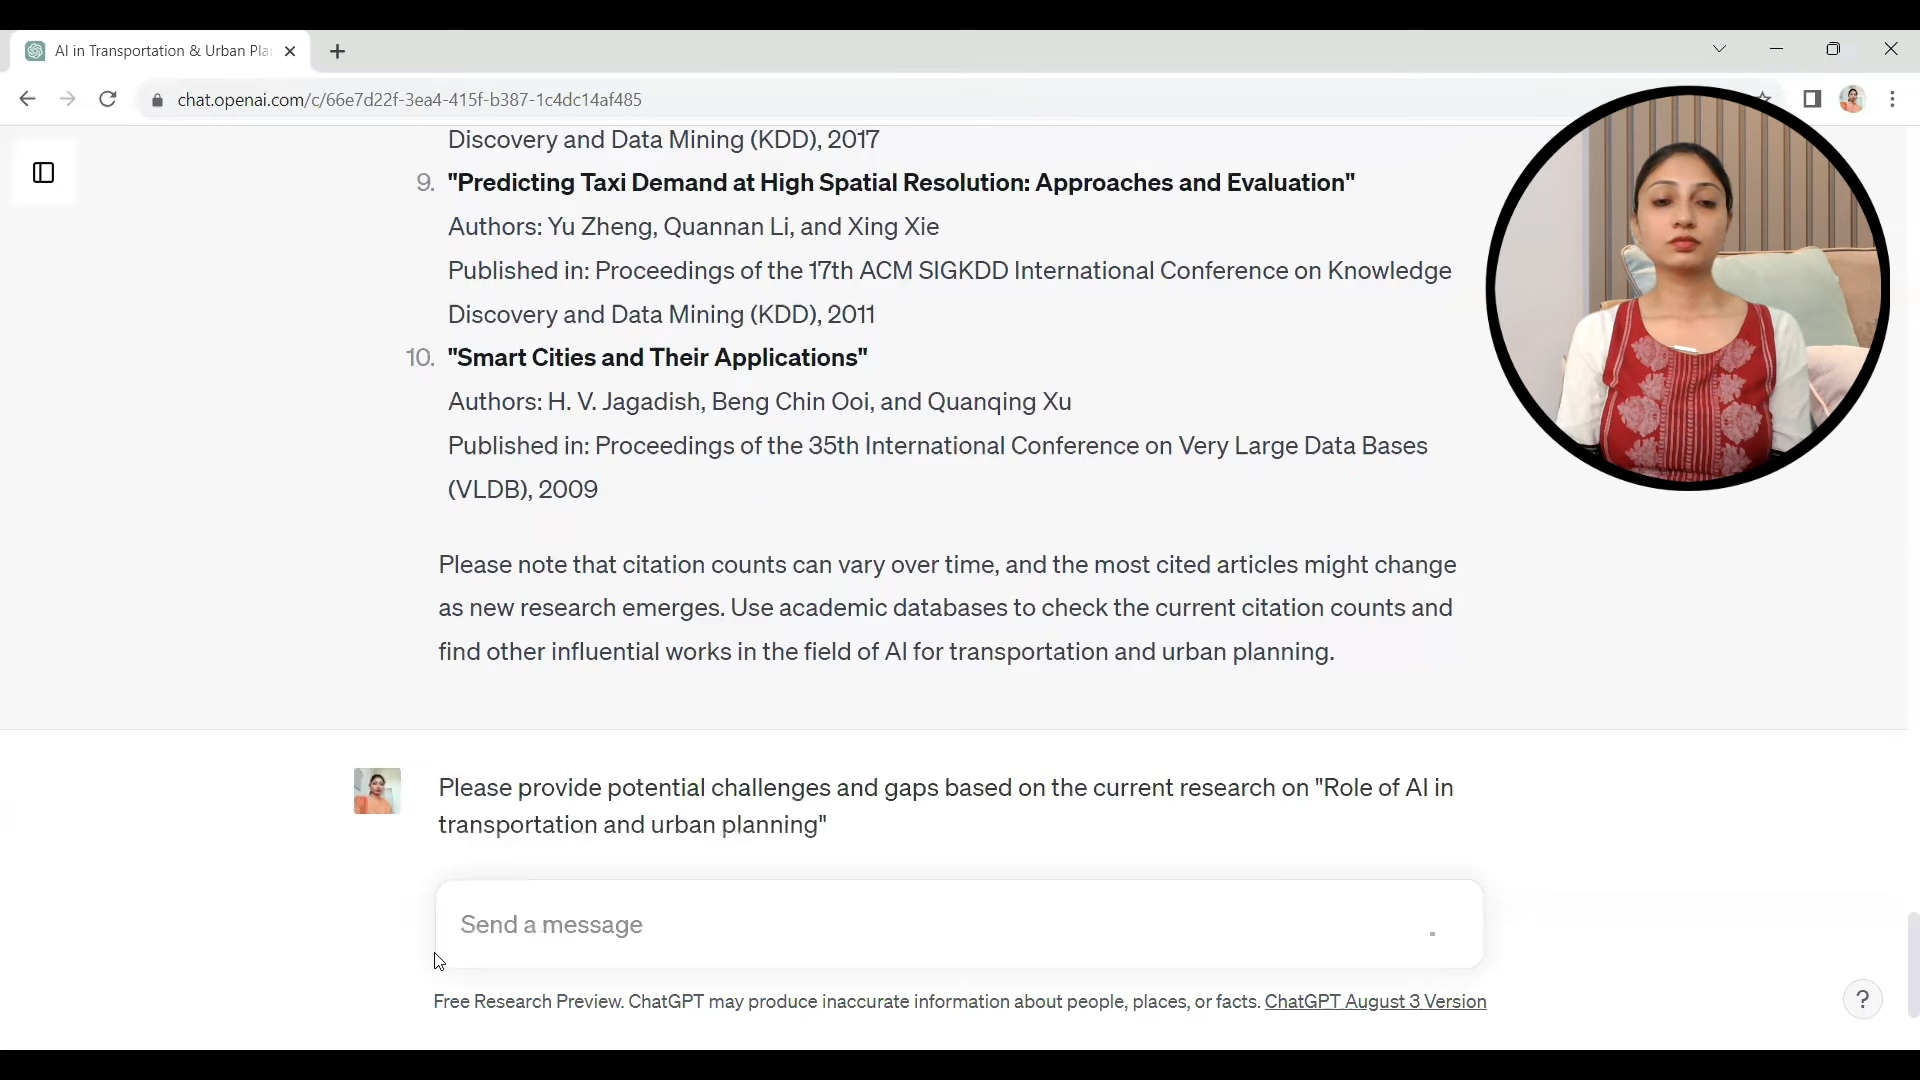 AI in Transportation & Urban Pla
chat.openai.com/c/66e7d22f-3ea4-415f-b387-1c4dc14af485
Discovery and Data Mining (KDD), 2017
9. "Predicting Taxi Demand at High Spatial Resolution: Approaches and Evaluation"
Authors: Yu Zheng, Quannan Li, and Xing Xie
Published in: Proceedings of the 17th ACM SIGKDD International Conference on Knowledge
Discovery and Data Mining (KDD), 2011
10. "Smart Cities and Their Applications"
Authors: H. V. Jagadish, Beng Chin Ooi, and Quanqing Xu
Published in: Proceedings of the 35th International Conference on Very Large Data Bases
(VLDB), 2009
Please note that citation counts can vary over time, and the most cited articles might change
as new research emerges. Use academic databases to check the current citation counts and
find other influential works in the field of AI for transportation and urban planning.
Please provide potential challenges and gaps based on the current research on "Role of AI in
transportation and urban planning"
Send a message
Free Research Preview. ChatGPT may produce inaccurate information about people, places, or facts. ChatGPT August 3 Version
?